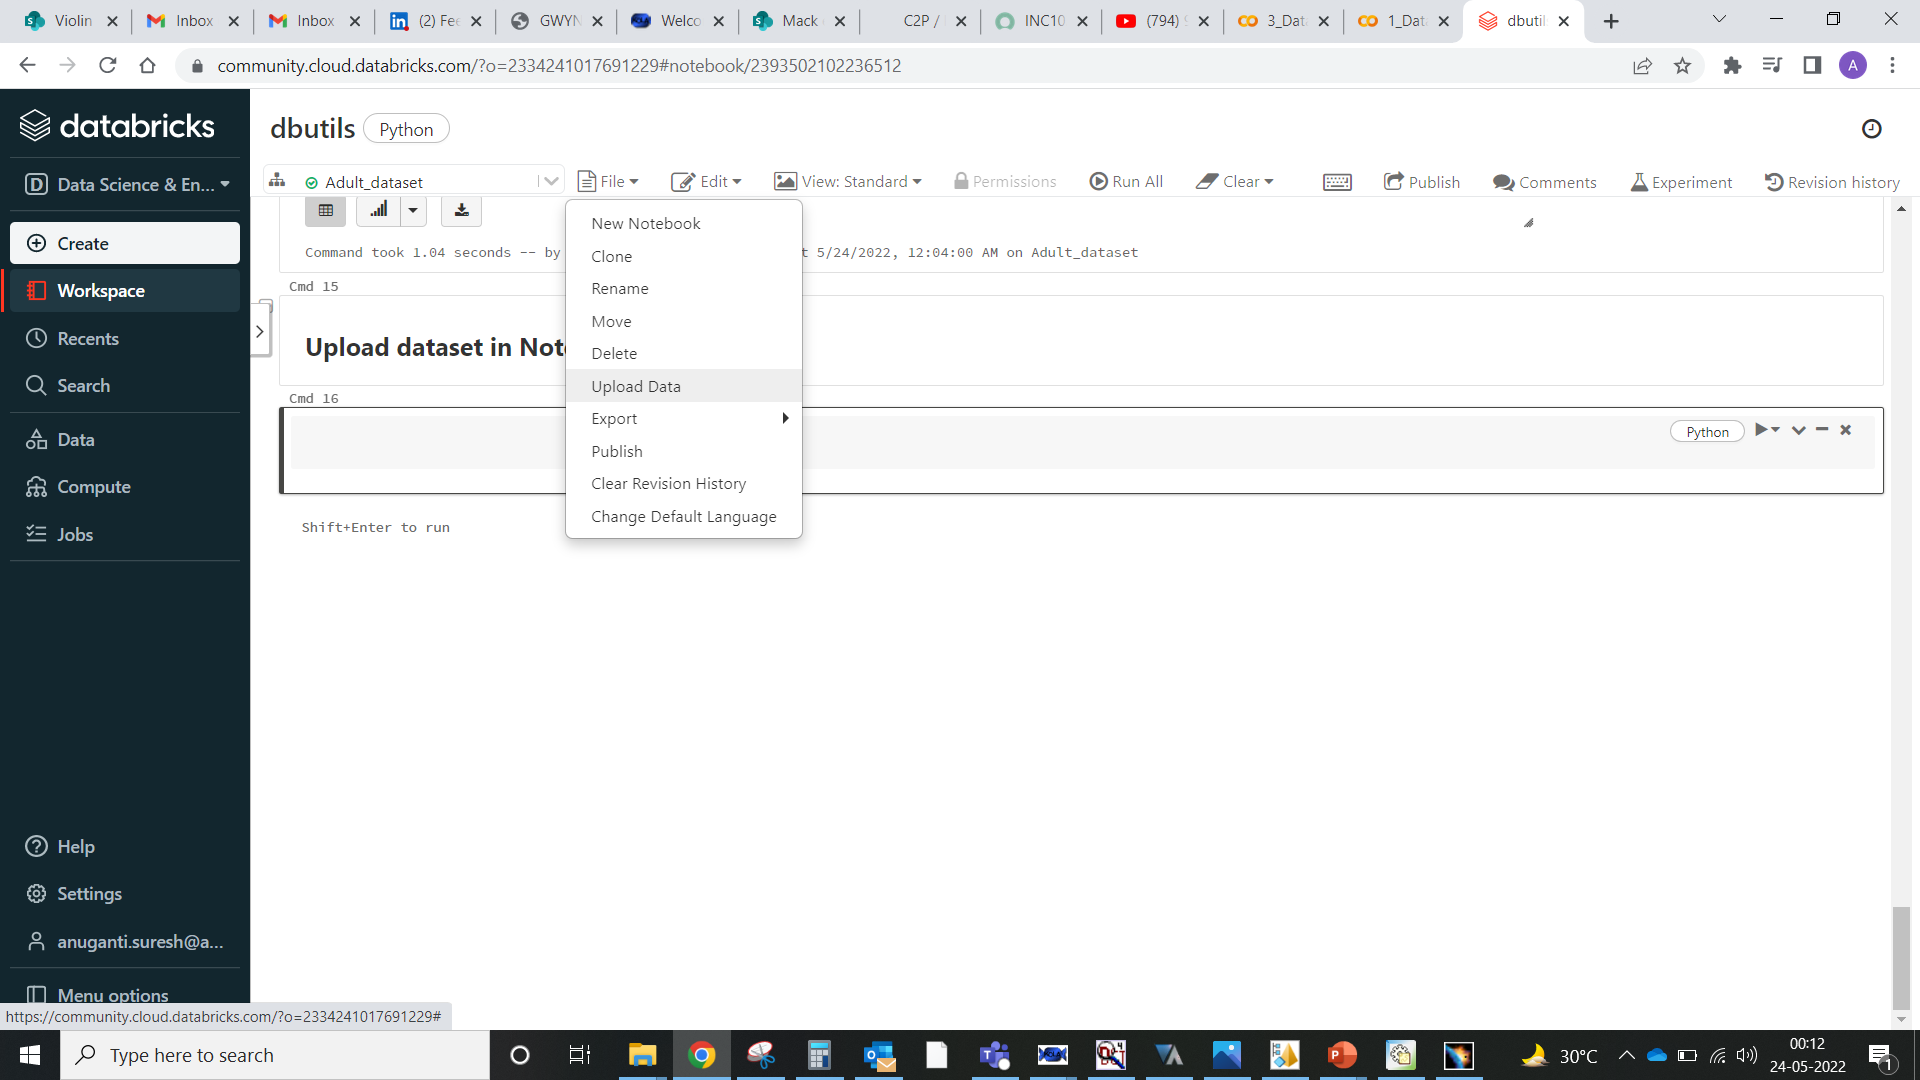 Violin
Inbox
Inbox
(2) Fee
GWYN
Welco
Mack
C2P /
INC10
(794)
3_Dat
1_Dat
dbutil
community.cloud.databricks.com/?o=2334241017691229#notebook/2393502102236512
A
databricks
D Data Science & En...
Create
Workspace
Recents
Search
Data
Compute
Jobs
Help
Settings
anuganti.suresh@a...
Menu options
https://community.cloud.databricks.com/?o=2334241017691229#
dbutils Python
Adult_dataset
File Edit View: Standard Permissions Run All Clear Publish Comments Experiment Revision history
New Notebook
Clone
Rename
Move
Delete
Upload Data
Export
Publish
Clear Revision History
Change Default Language
Command took 1.04 seconds -- by t 5/24/2022, 12:04:00 AM on Adult_dataset
Cmd 15
Upload dataset in Not
Cmd 16
Python
Shift+Enter to run
Type here to search
30°C
00:12
24-05-2022
1